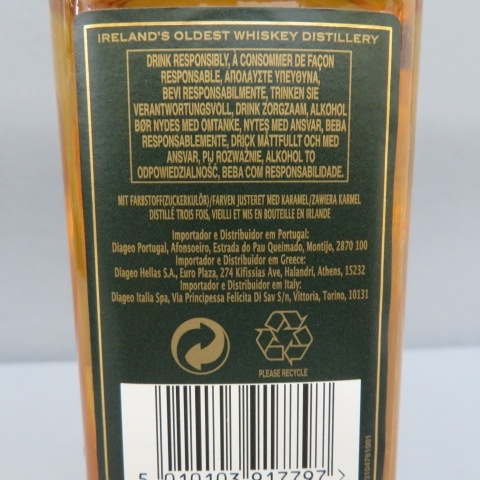 IRELAND'S OLDEST WHISKEY DISTILLERY
DRINK RESPONSIBLY, À CONSOMMER DE FAÇON
RESPONSABLE, ΑΠΟΛΑΥΣΤΕ ΥΠΕΥΘΥΝΑ,
BEVI RESPONSABILMENTE, TRINKEN SIE
VERANTWORTUNGSVOLL, DRINK ZORGZAAM, ALKOHOL
BØR NYDES MED OMTANKE, NYTES MED ANSVAR, BEBA
RESPONSABLEMENTE, DRICK MÅTTFULLT OCH MED
ANSVAR, PIJ ROZWAŻNIE, ALKOHOL TO
ODPOWIEDZIALNOŚĆ, BEBA COM RESPONSABILIDADE.
MIT FARBSTOFF(ZUCKERKULÖR)/FARVEN JUSTERET MED KARAMEL/ZAWIERA KARMEL
DISTILLÉ TROIS FOIS, VIEILLI ET MIS EN BOUTEILLE EN IRLANDE
Importador e Distribuidor em Portugal:
Diageo Portugal, Afonsoeiro, Estrada do Pau Queimado, Montijo, 2870 100
Importador e Distribuidor em Greece:
Diageo Hellas S.A., Euro Plaza, 274 Kifissias Ave, Halandri, Athens, 15232
Importador e Distribuidor em Italy:
Diageo Italia Spa, Via Principessa Felicita Di Sav S/n, Vittoria, Torino, 10131
PLEASE RECYCLE
5 010103 917797 >